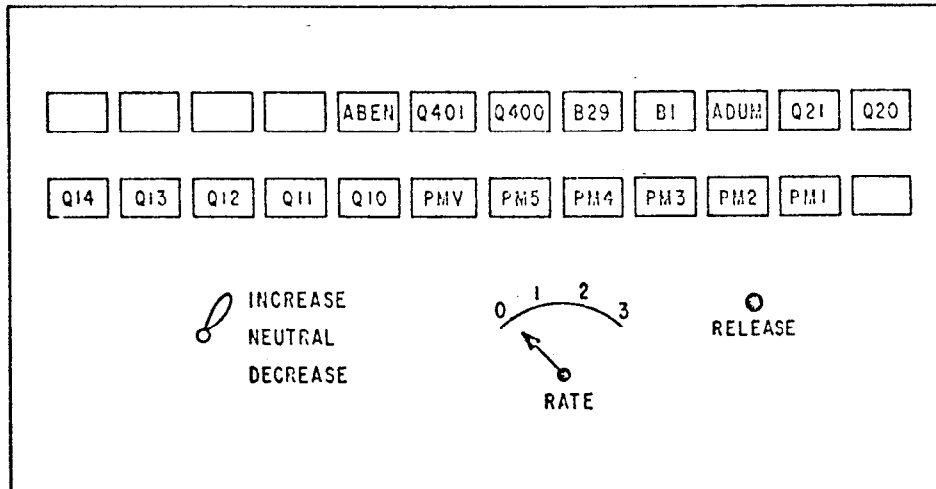 ABEN Q401 Q400 B29 B1 ADUM Q21 Q20
Q14 Q13 Q12 Q11 Q10 PMV PM5 PM4 PM3 PM2 PM1
INCREASE
NEUTRAL
DECREASE
0 1 2 3
RATE
RELEASE